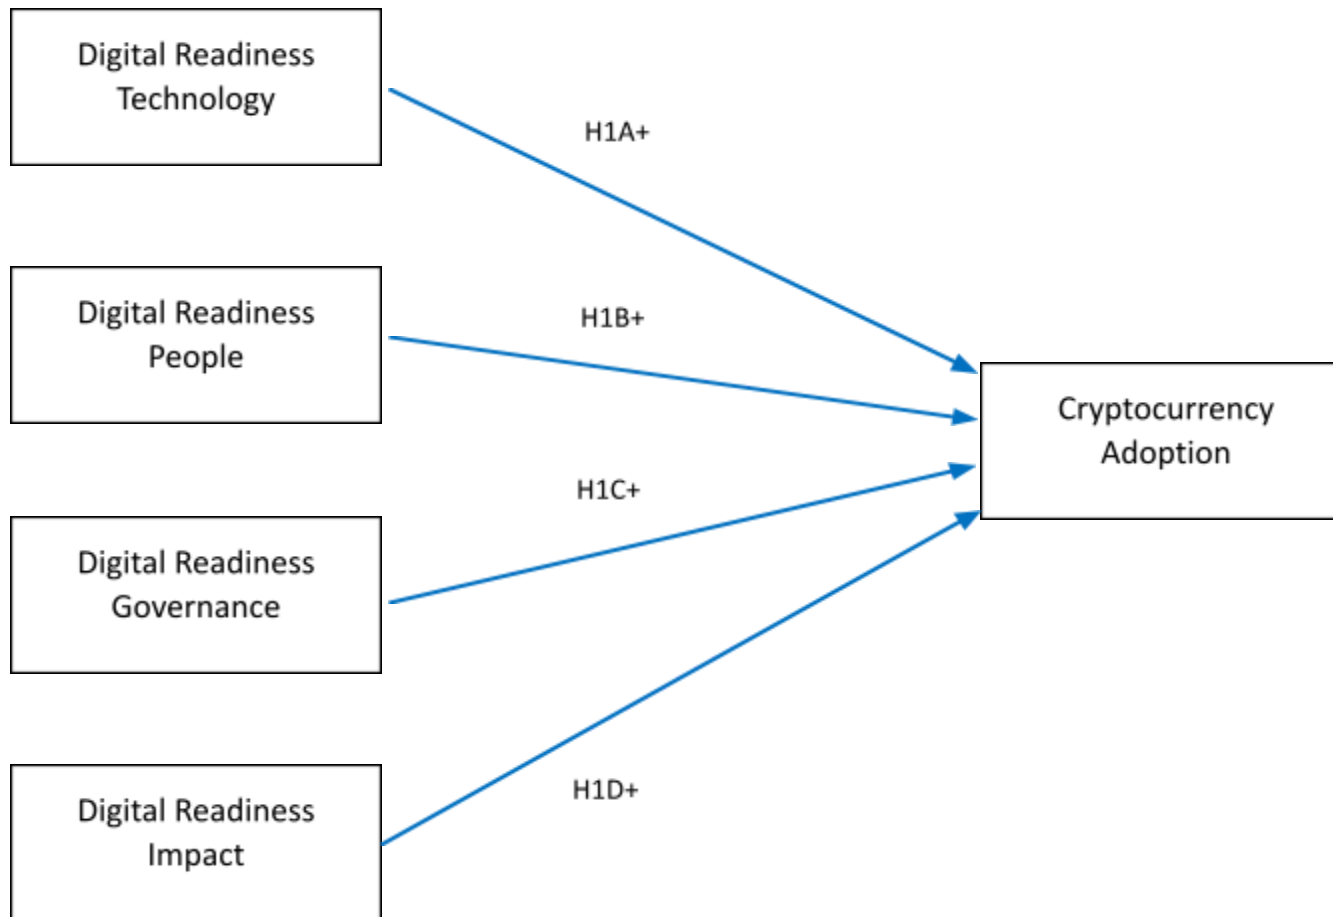 Digital Readiness
Technology
H1A+
Digital Readiness
People
H1B+
Cryptocurrency
Adoption
H1C+
Digital Readiness
Governance
H1D+
Digital Readiness
Impact